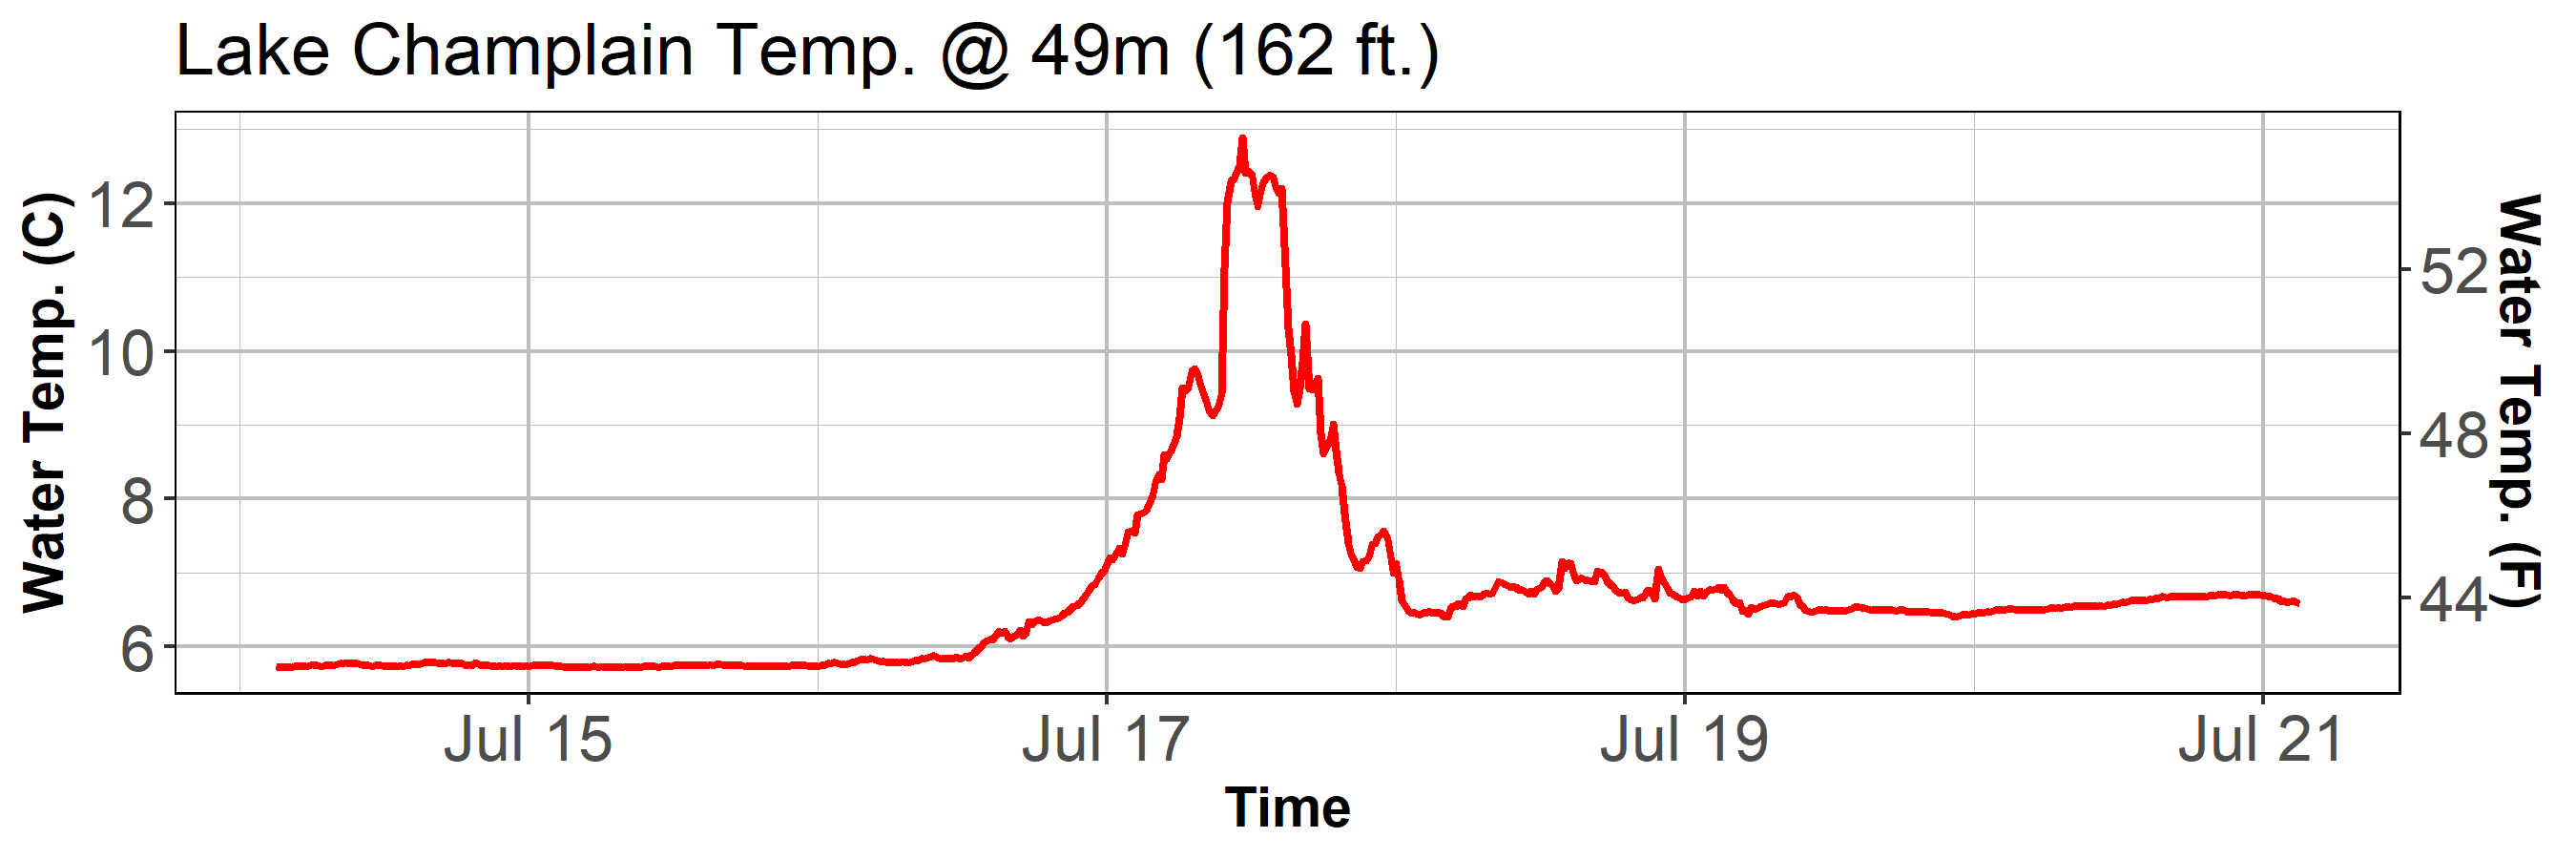 Lake Champlain Temp. @ 49m (162 ft.)
Water Temp. (C)
12
10
8
6
52
48
44
Water Temp. (F)
Jul 15 Jul 17 Jul 19 Jul 21
Time